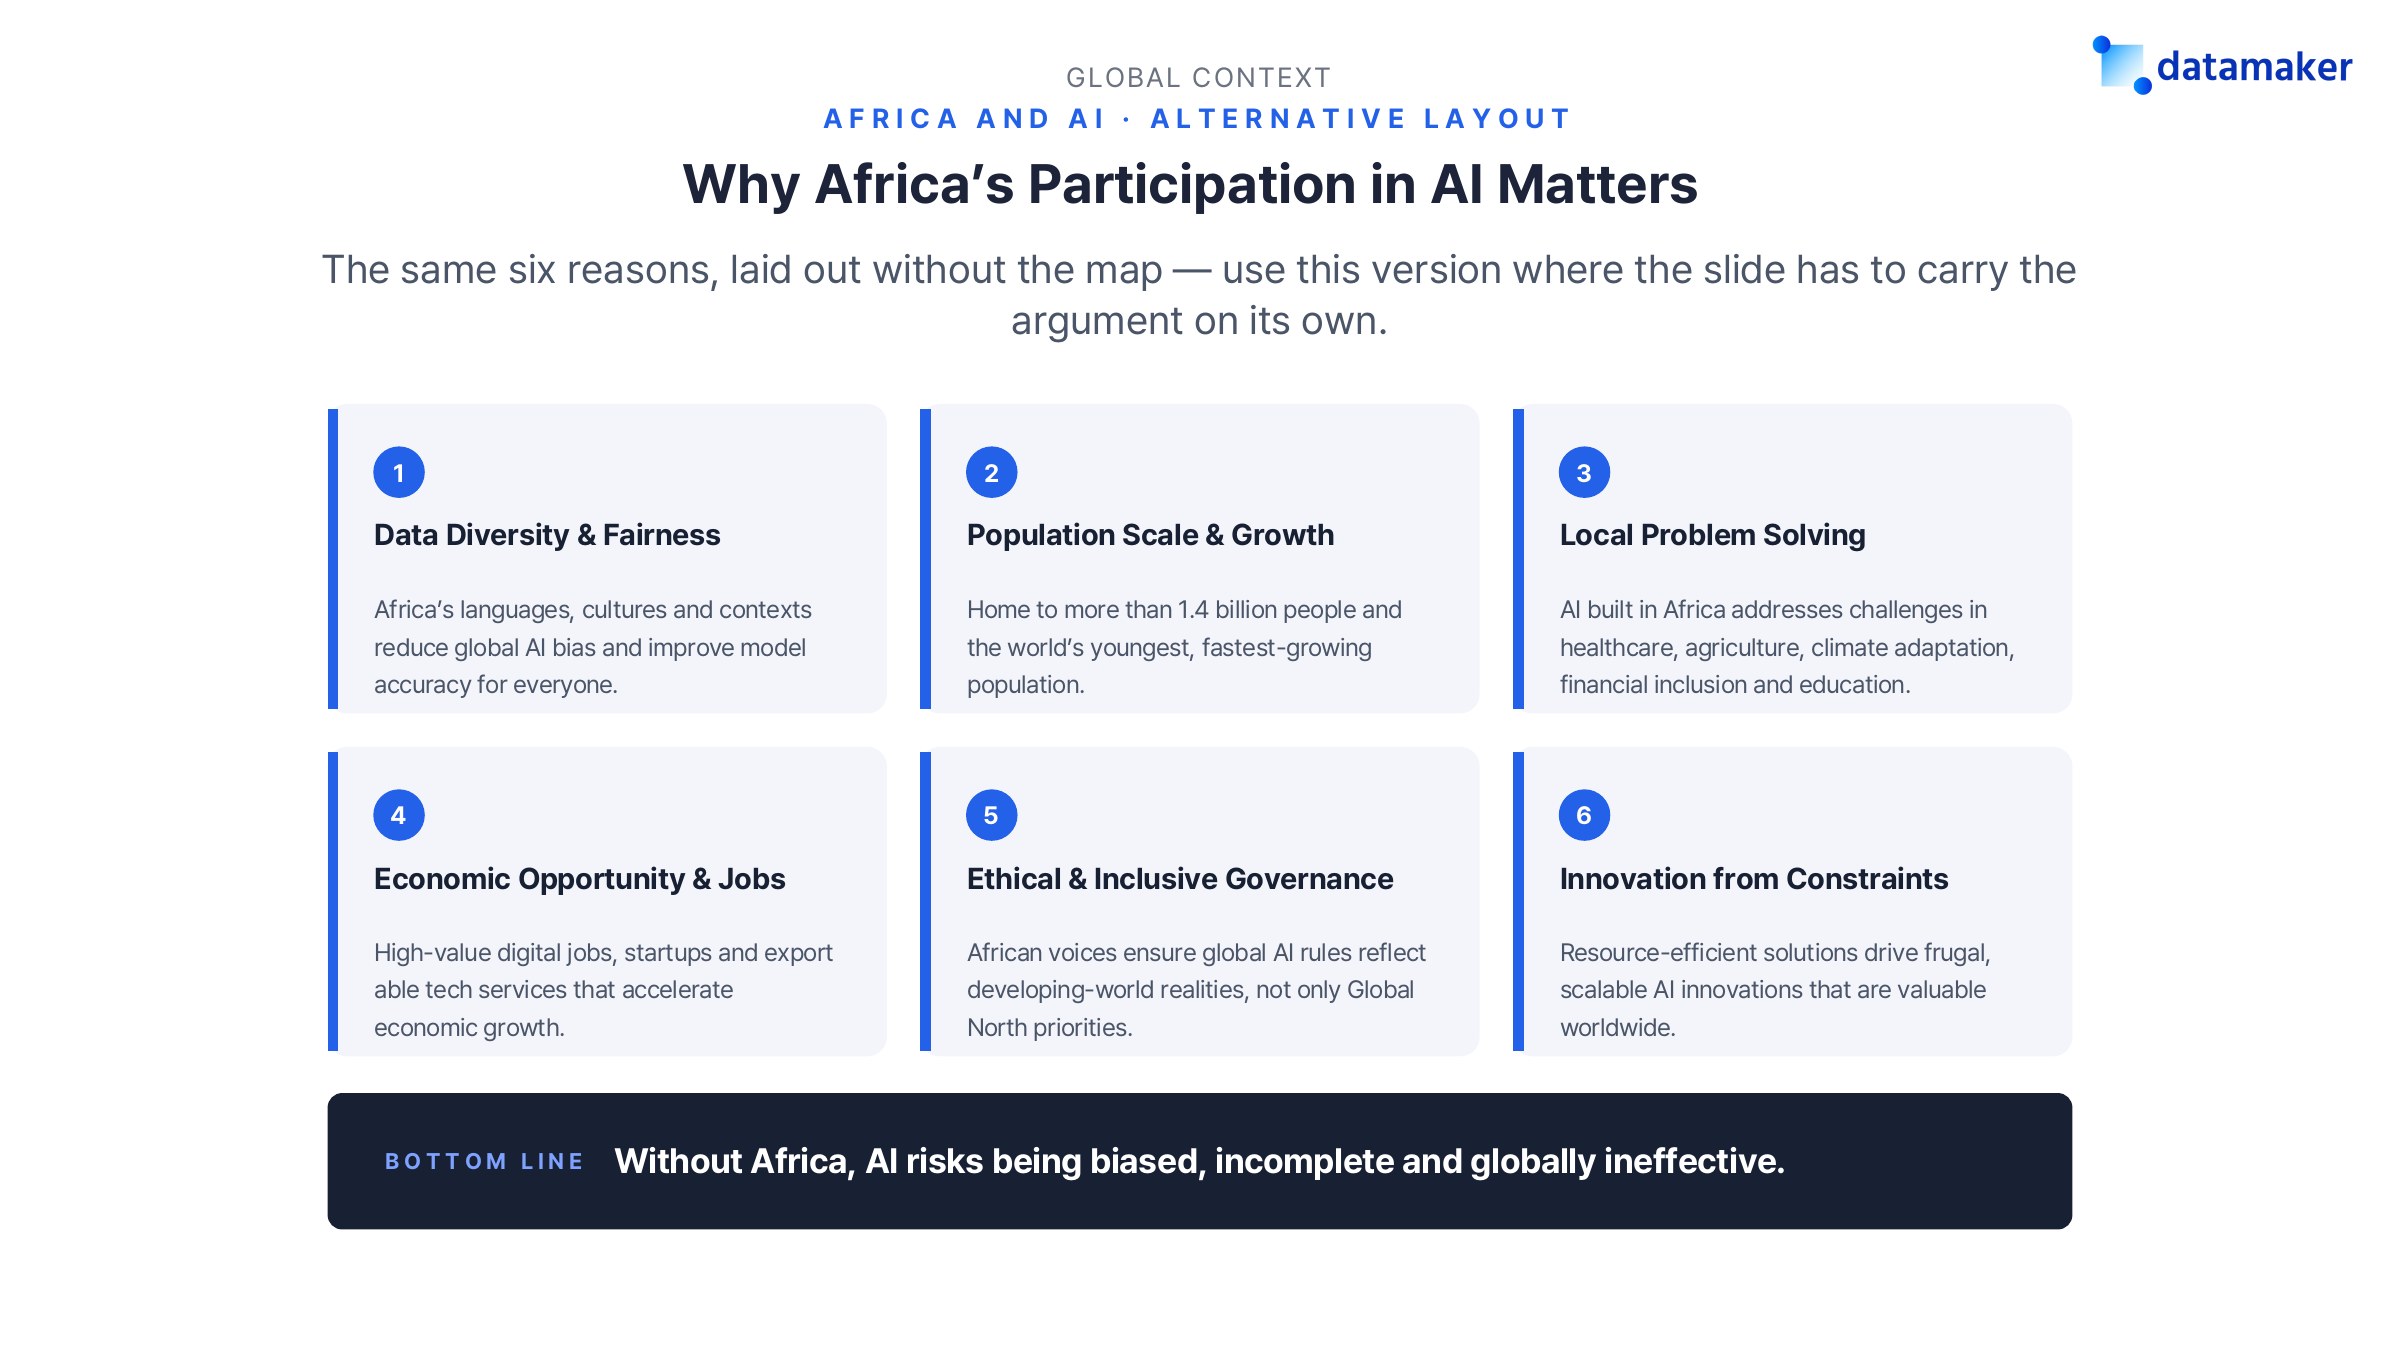 datamaker
GLOBAL CONTEXT
AFRICA AND AI · ALTERNATIVE LAYOUT
Why Africa’s Participation in AI Matters
The same six reasons, laid out without the map — use this version where the slide has to carry the
argument on its own.
1
Data Diversity & Fairness
Africa’s languages, cultures and contexts
reduce global AI bias and improve model
accuracy for everyone.
2
Population Scale & Growth
Home to more than 1.4 billion people and
the world’s youngest, fastest-growing
population.
3
Local Problem Solving
AI built in Africa addresses challenges in
healthcare, agriculture, climate adaptation,
financial inclusion and education.
4
Economic Opportunity & Jobs
High-value digital jobs, startups and export
able tech services that accelerate
economic growth.
5
Ethical & Inclusive Governance
African voices ensure global AI rules reflect
developing-world realities, not only Global
North priorities.
6
Innovation from Constraints
Resource-efficient solutions drive frugal,
scalable AI innovations that are valuable
worldwide.
BOTTOM LINE Without Africa, AI risks being biased, incomplete and globally ineffective.